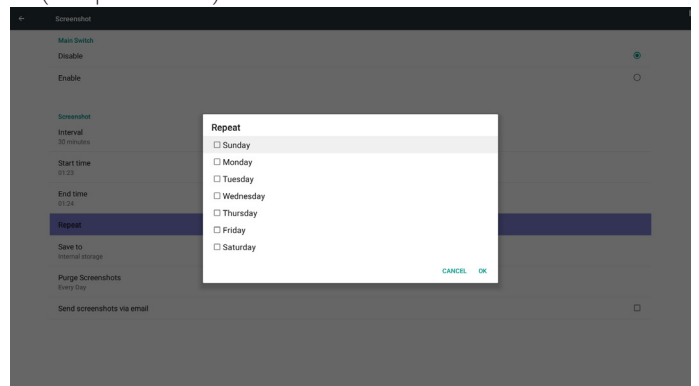 Screenshot
Main Switch
Disable
Enable
Screenshot
Interval
30 minutes
Start time
01:23
End time
01:24
Repeat
Save to
Internal storage
Purge Screenshots
Every Day
Send screenshots via email
Repeat
Sunday
Monday
Tuesday
Wednesday
Thursday
Friday
Saturday
CANCEL OK